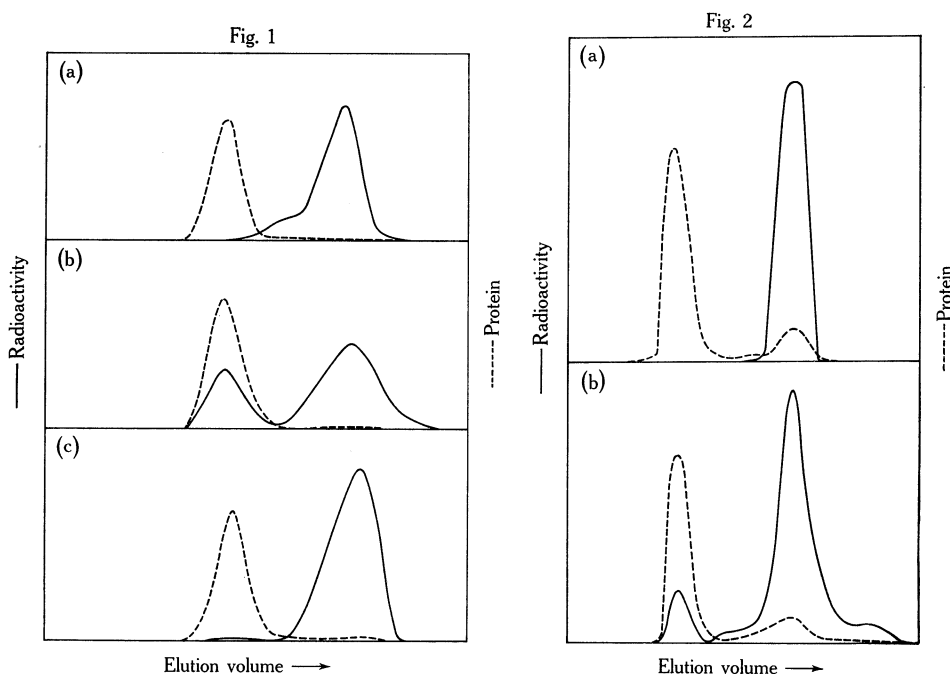 Fig. 1
(a)
(b)
(c)
Radioactivity
Protein
Elution volume
Fig. 2
(a)
(b)
Radioactivity
Protein
Elution volume